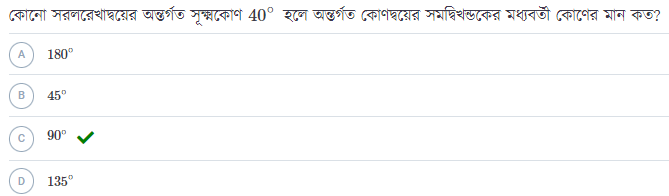 কোনো সরলরেখাদ্বয়ের অন্তর্গত সূক্ষ্মকোণ 40° হলে অন্তর্গত কোণদ্বয়ের সমদ্বিখন্ডকের মধ্যবর্তী কোণের মান কত?
A 180°
B 45°
C 90°
D 135°